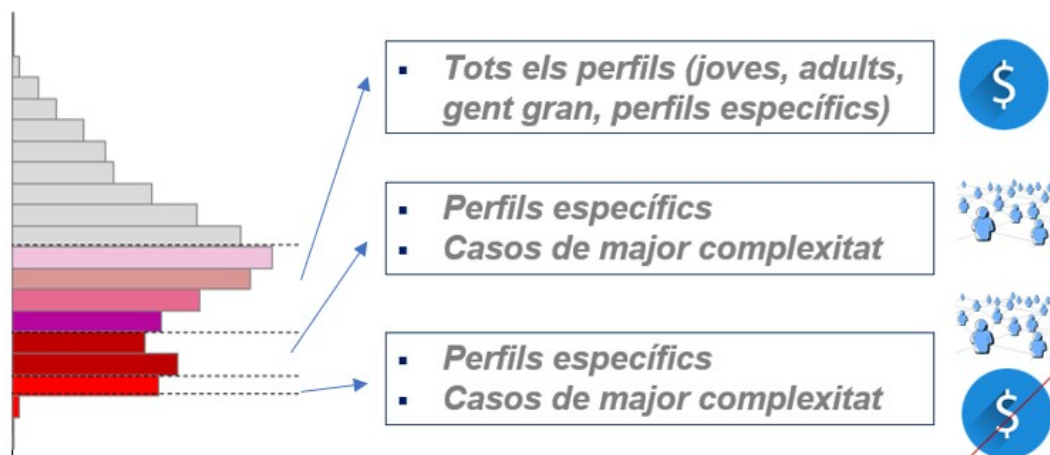 ▪ Tots els perfils (joves, adults,
gent gran, perfils específics)
$
▪ Perfils específics
▪ Casos de major complexitat
▪ Perfils específics
▪ Casos de major complexitat
$